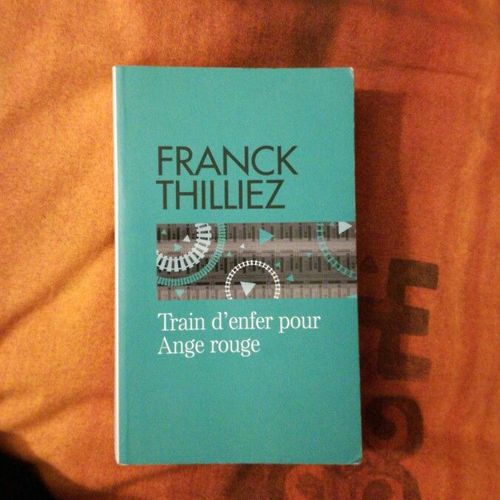 FRANCK
THILLIEZ
Train d'enfer pour
Ange rouge